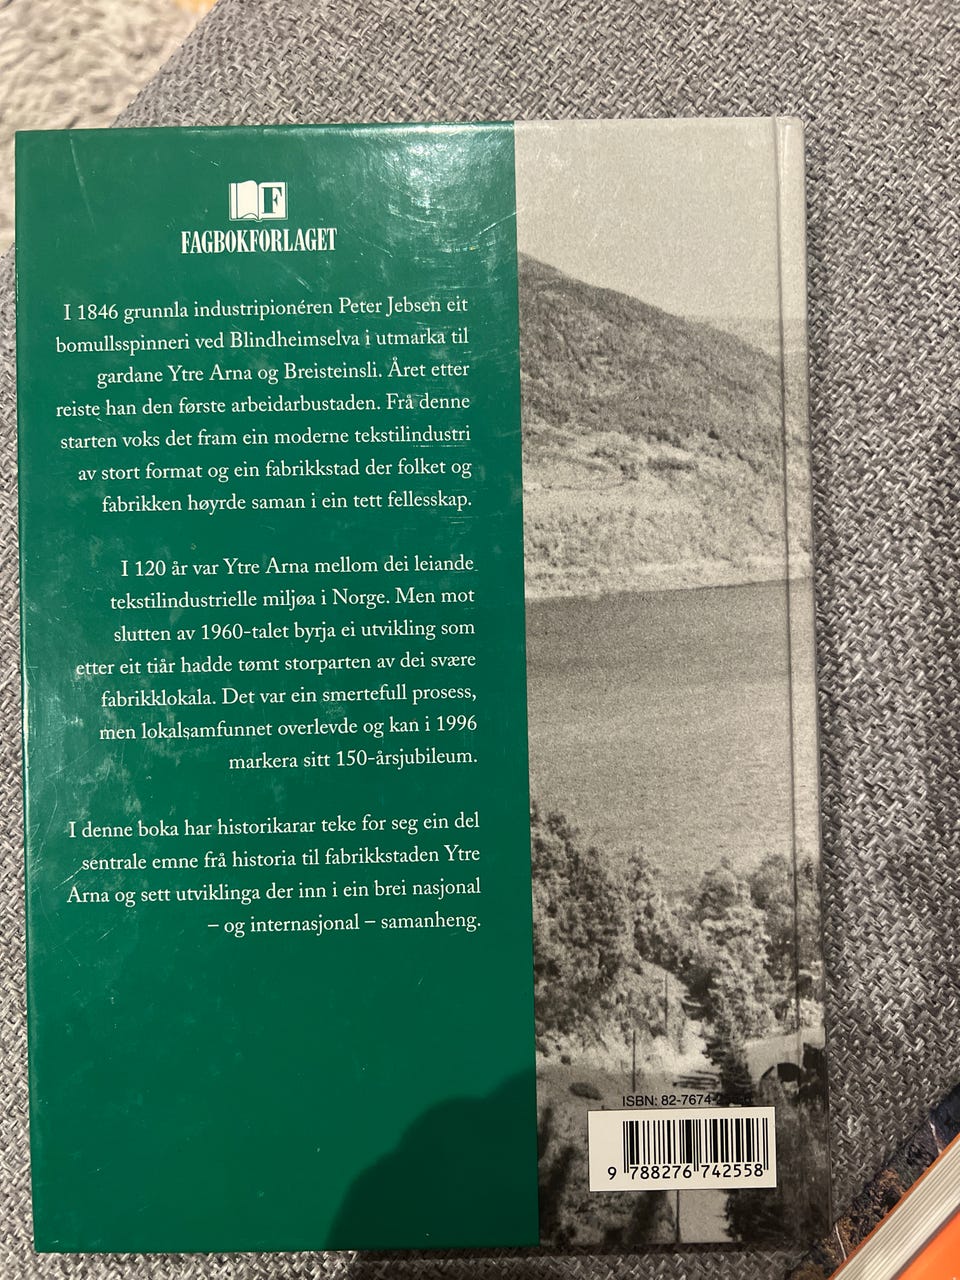 F
FAGBOKFORLAGET
I 1846 grunnla industripionéren Peter Jebsen eit
bomullsspinneri ved Blindheimselva i utmarka til
gardane Ytre Arna og Breisteinsli. Året etter
reiste han den første arbeidarbustaden. Frå denne
starten voks det fram ein moderne tekstilindustri
av stort format og ein fabrikkstad der folket og
fabrikken høyrde saman i ein tett fellesskap.
I 120 år var Ytre Arna mellom dei leiande
tekstilindustrielle miljøa i Norge. Men mot
slutten av 1960-talet byrja ei utvikling som
etter eit tiår hadde tømt storparten av dei svære
fabrikklokala. Det var ein smertefull prosess,
men lokalsamfunnet overlevde og kan i 1996
markera sitt 150-årsjubileum.
I denne boka har historikarar teke for seg ein del
sentrale emne frå historia til fabrikkstaden Ytre
Arna og sett utviklinga der inn i ein brei nasjonal
– og internasjonal – samanheng.
ISBN: 82-7674-
9 788276 742558